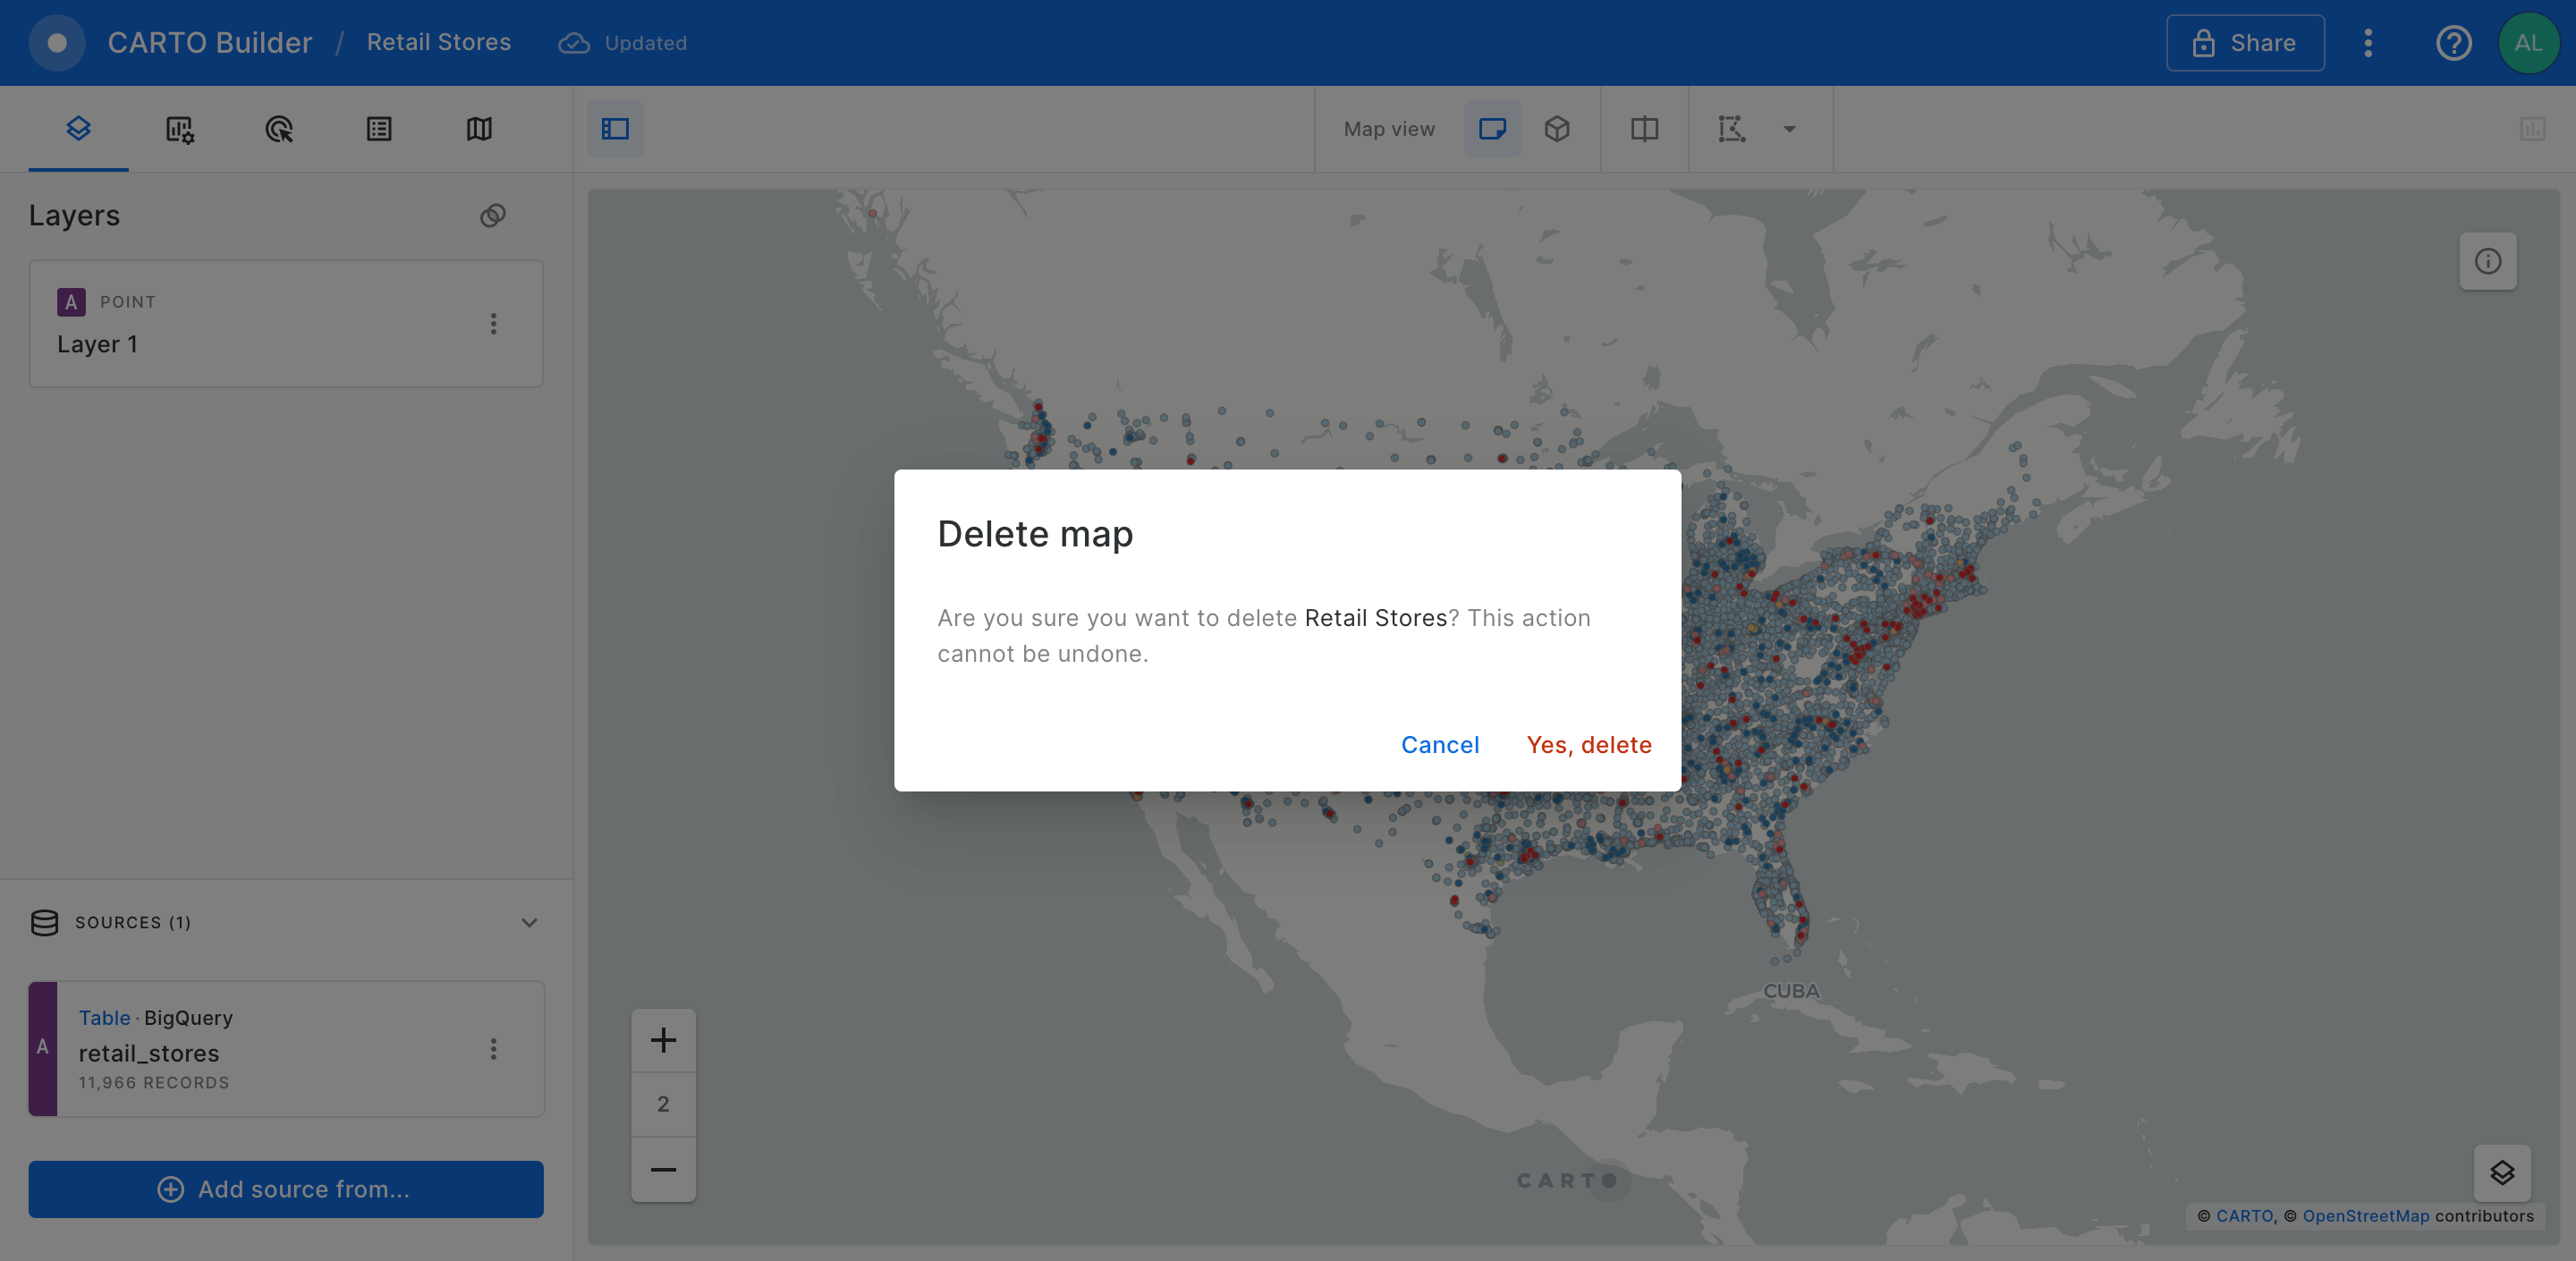 CARTO Builder / Retail Stores Updated
Share
AL
Map view
Layers
A POINT
Layer 1
Delete map
Are you sure you want to delete Retail Stores? This action
cannot be undone.
Cancel Yes, delete
SOURCES (1)
A
Table · BigQuery
retail_stores
11,966 RECORDS
Add source from...
2
CUBA
CARTO
© CARTO, © OpenStreetMap contributors